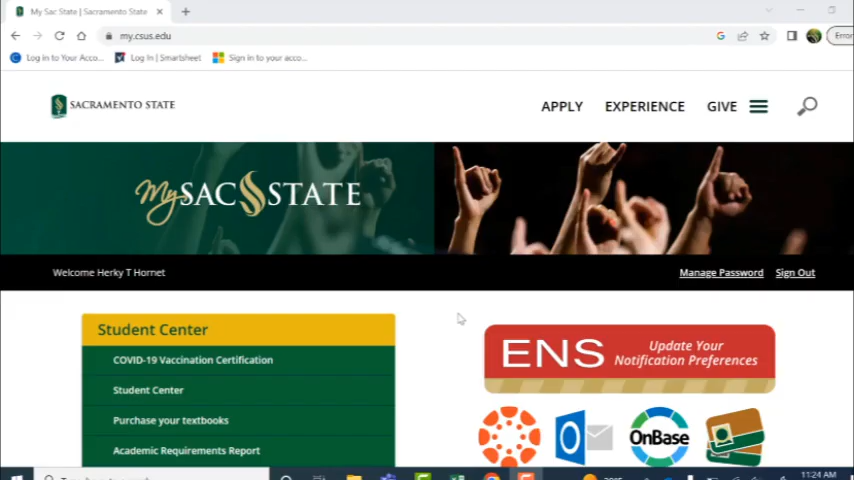 My Sac State | Sacramento State
my.csus.edu
Error
Log in to Your Acco...
Log In | Smartsheet
Sign in to your acco...
SACRAMENTO STATE
APPLY
EXPERIENCE
GIVE
My SAC STATE
Welcome Herky T Hornet
Manage Password
Sign Out
Student Center
COVID-19 Vaccination Certification
Student Center
Purchase your textbooks
Academic Requirements Report
ENS
Update Your
Notification Preferences
OnBase
11:24 AM